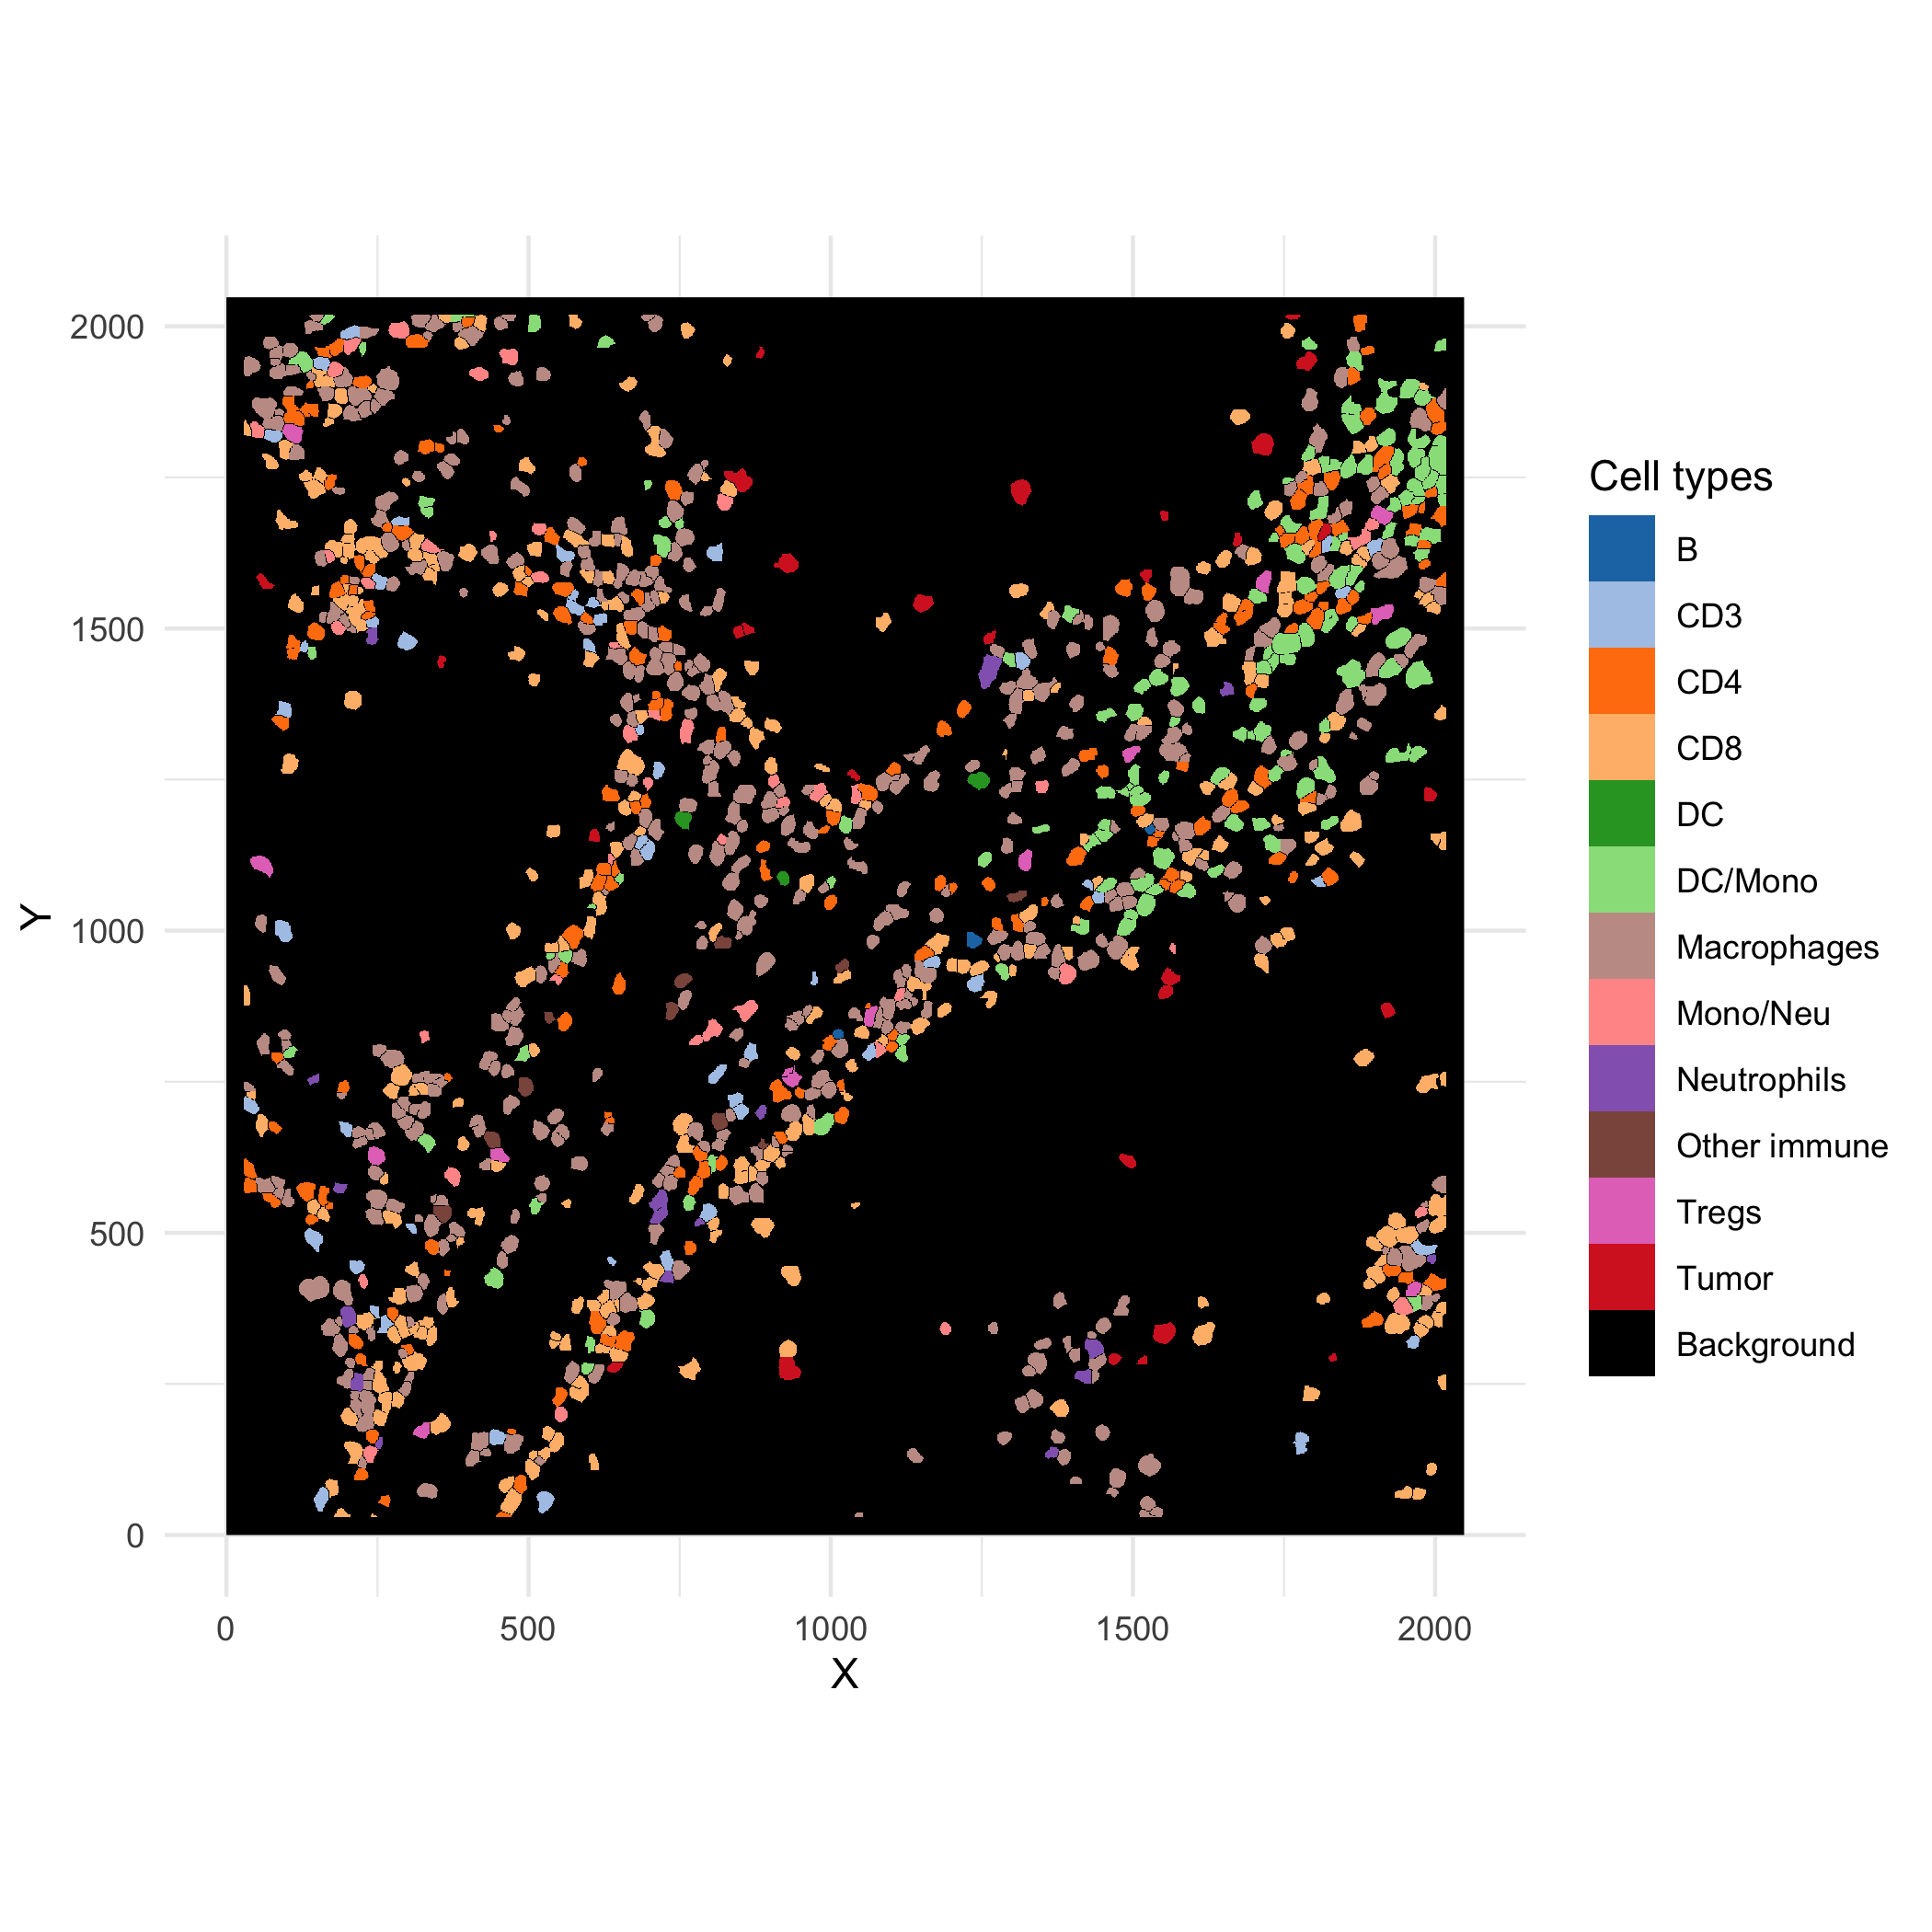 2000
1500
1000
500
0
Y
0 500 1000 1500 2000
X
Cell types
B
CD3
CD4
CD8
DC
DC/Mono
Macrophages
Mono/Neu
Neutrophils
Other immune
Tregs
Tumor
Background